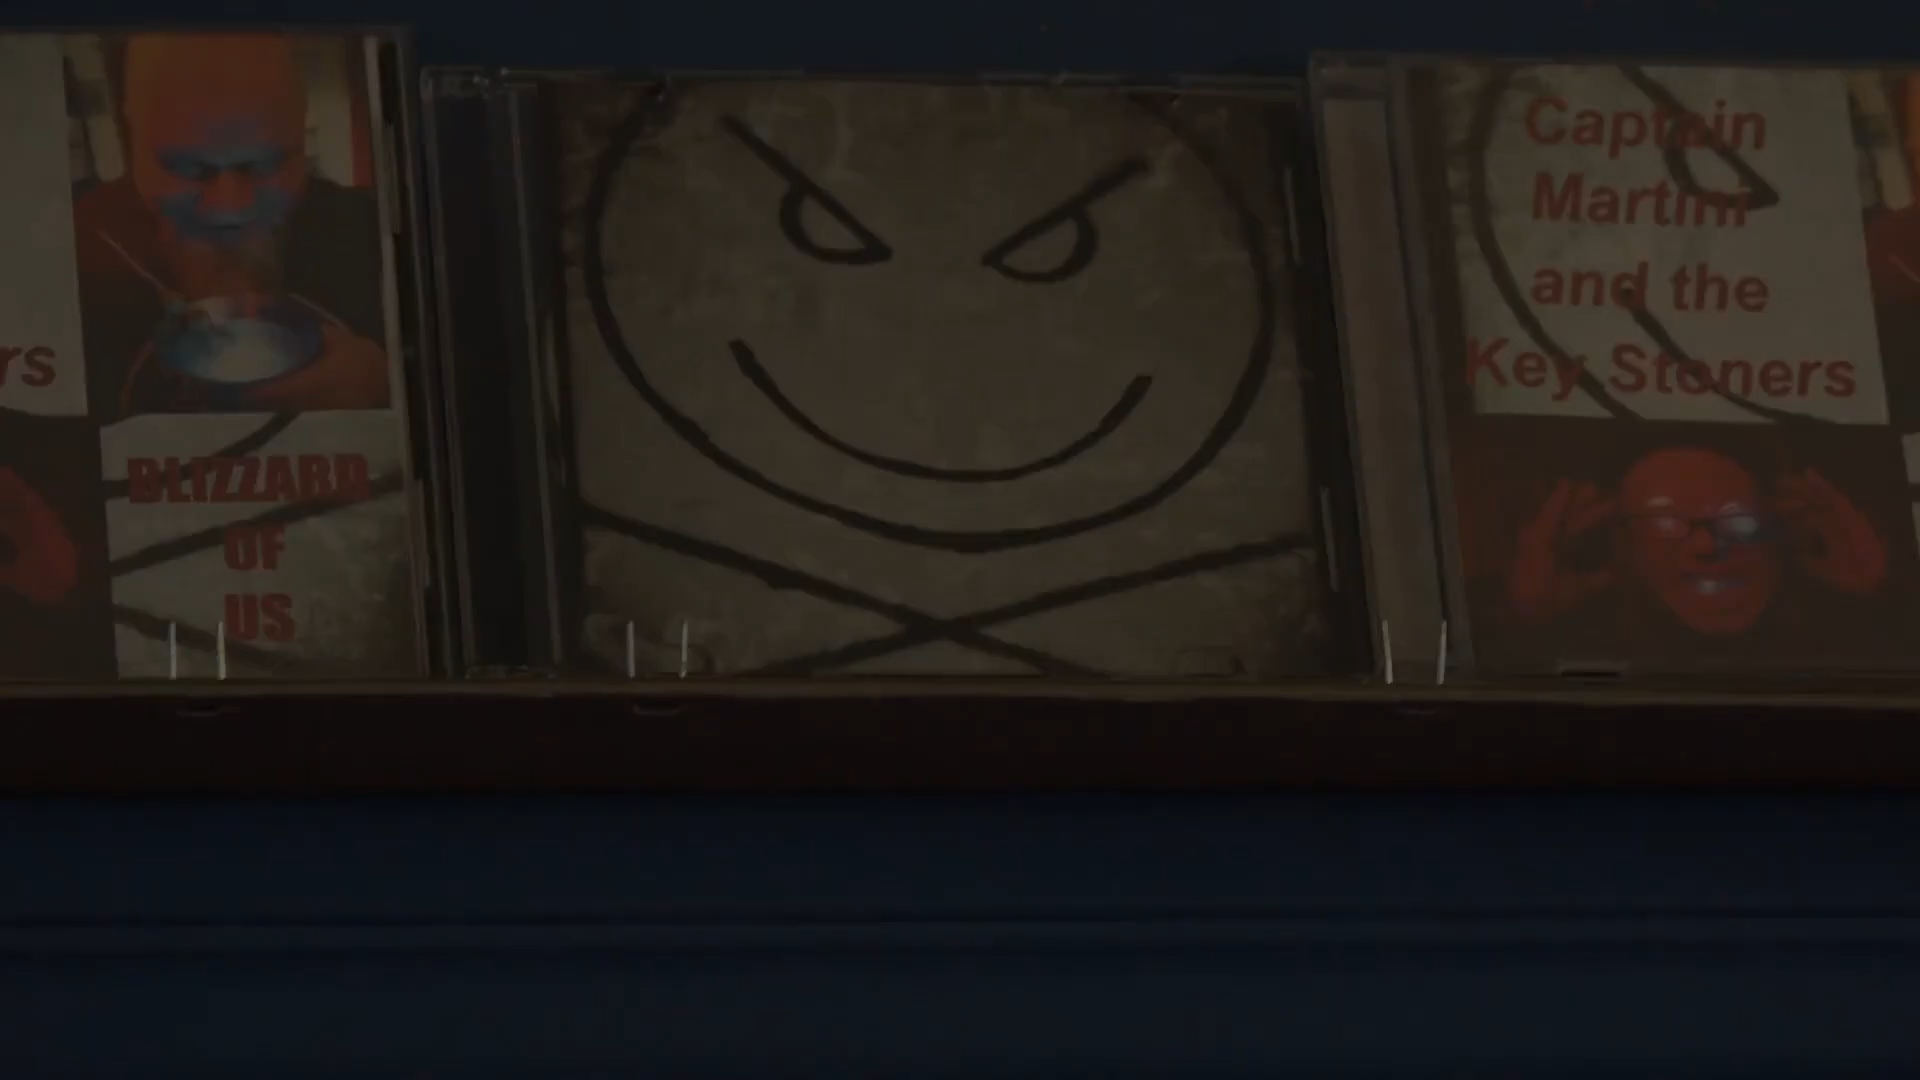 rs
BLIZZARD
OF
US
Captain
Martini
and the
Key Stoners